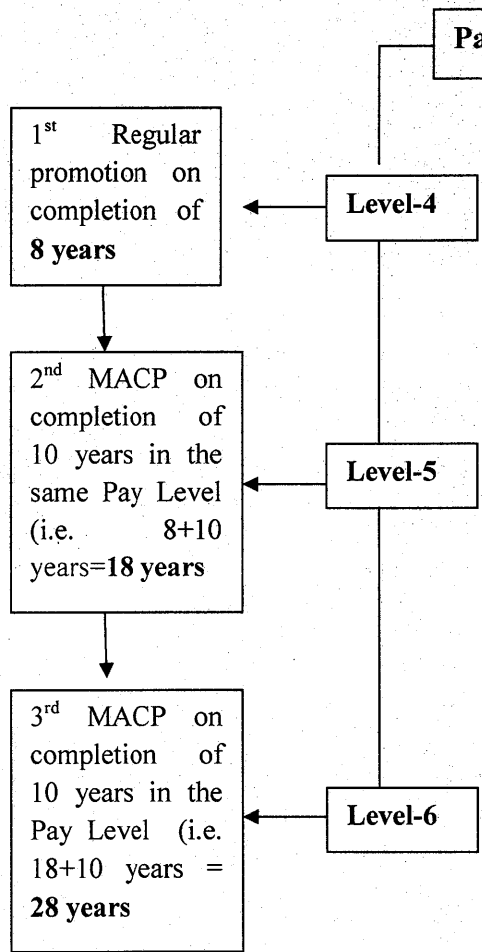 Pa
1st Regular
promotion on
completion of
8 years
Level-4
2nd MACP on
completion of
10 years in the
same Pay Level
(i.e. 8+10
years=18 years
Level-5
3rd MACP on
completion of
10 years in the
Pay Level (i.e.
18+10 years =
28 years
Level-6